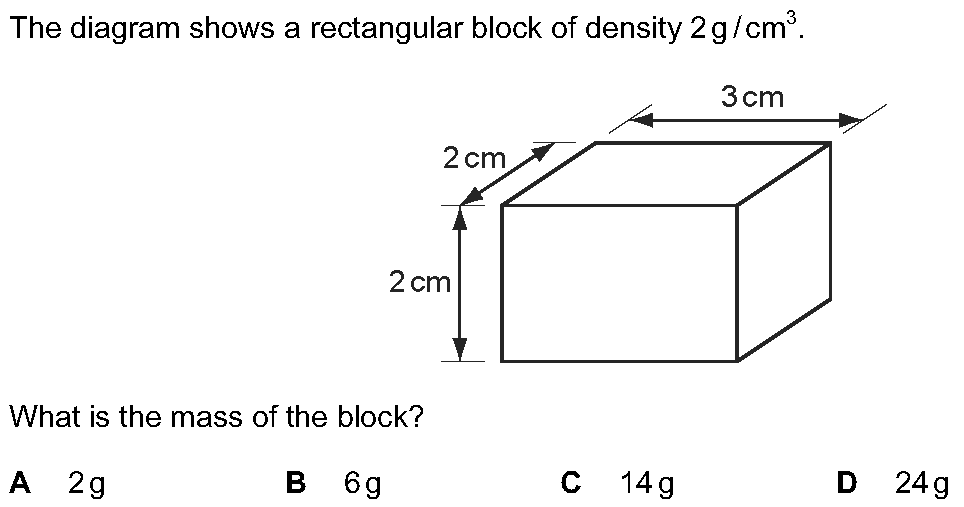 The diagram shows a rectangular block of density 2 g / cm³.
3 cm
2 cm
2 cm
What is the mass of the block?
A 2 g B 6 g C 14 g D 24 g